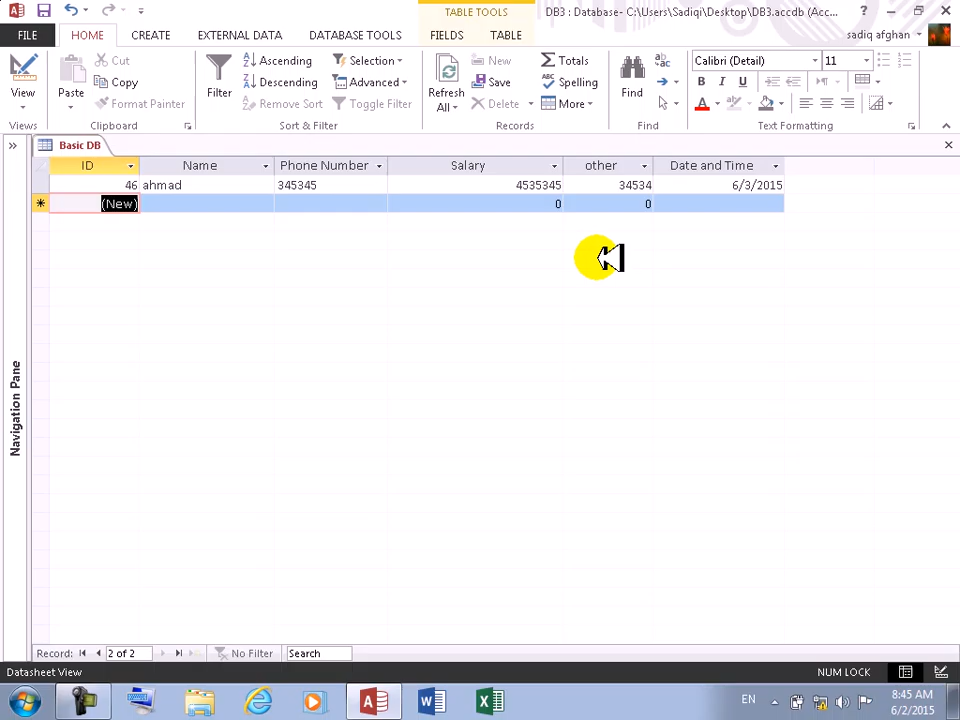 TABLE TOOLS
DB3 : Database- C:\Users\Sadiqi\Desktop\DB3.accdb (Acc...
FILE HOME CREATE EXTERNAL DATA DATABASE TOOLS FIELDS TABLE
sadiq afghan
View
Views
Paste
Cut
Copy
Format Painter
Clipboard
Filter
Ascending
Descending
Remove Sort
Selection
Advanced
Toggle Filter
Sort & Filter
Refresh
All
New
Save
Delete
Totals
Spelling
More
Records
Find
Find
Calibri (Detail) 11
B I U
Text Formatting
Basic DB
ID Name Phone Number Salary other Date and Time
46 ahmad 345345 4535345 34534 6/3/2015
(New) 0 0
Navigation Pane
Record: 2 of 2 No Filter Search
Datasheet View
NUM LOCK
EN
8:45 AM
6/2/2015